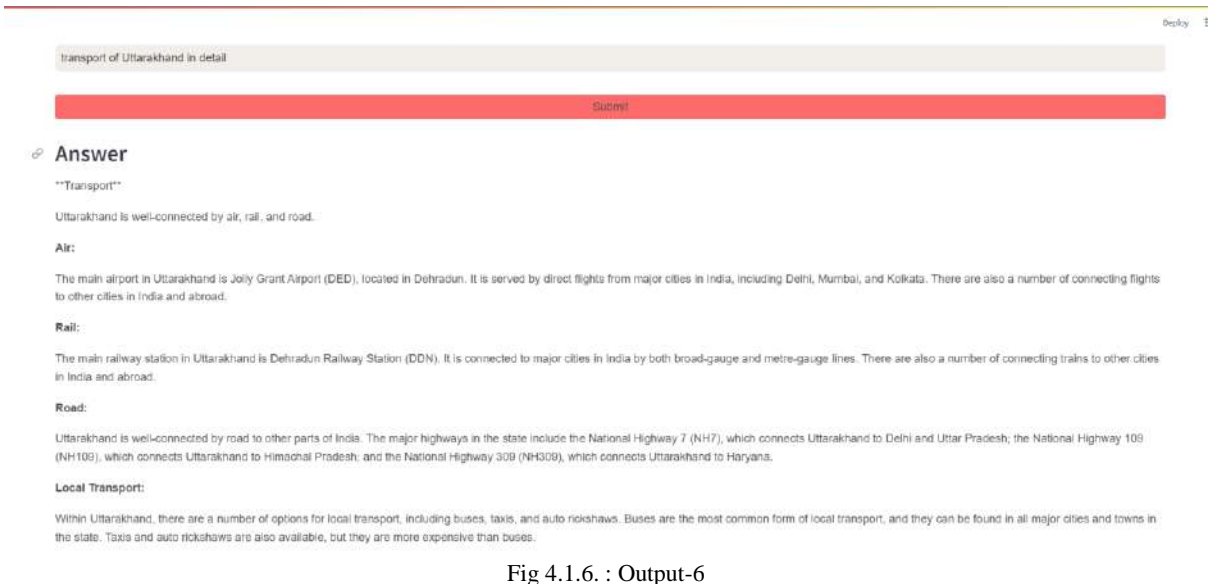 Deploy
transport of Uttarakhand in detail
Submit
Answer
**Transport**
Uttarakhand is well-connected by air, rail, and road.
Air:
The main airport in Uttarakhand is Jolly Grant Airport (DED), located in Dehradun. It is served by direct flights from major cities in India, including Delhi, Mumbai, and Kolkata. There are also a number of connecting flights
to other cities in India and abroad.
Rail:
The main railway station in Uttarakhand is Dehradun Railway Station (DDN). It is connected to major cities in India by both broad-gauge and metre-gauge lines. There are also a number of connecting trains to other cities
in India and abroad.
Road:
Uttarakhand is well-connected by road to other parts of India. The major highways in the state include the National Highway 7 (NH7), which connects Uttarakhand to Delhi and Uttar Pradesh; the National Highway 109
(NH109), which connects Uttarakhand to Himachal Pradesh; and the National Highway 309 (NH309), which connects Uttarakhand to Haryana.
Local Transport:
Within Uttarakhand, there are a number of options for local transport, including buses, taxis, and auto rickshaws. Buses are the most common form of local transport, and they can be found in all major cities and towns in
the state. Taxis and auto rickshaws are also available, but they are more expensive than buses.
Fig 4.1.6. : Output-6